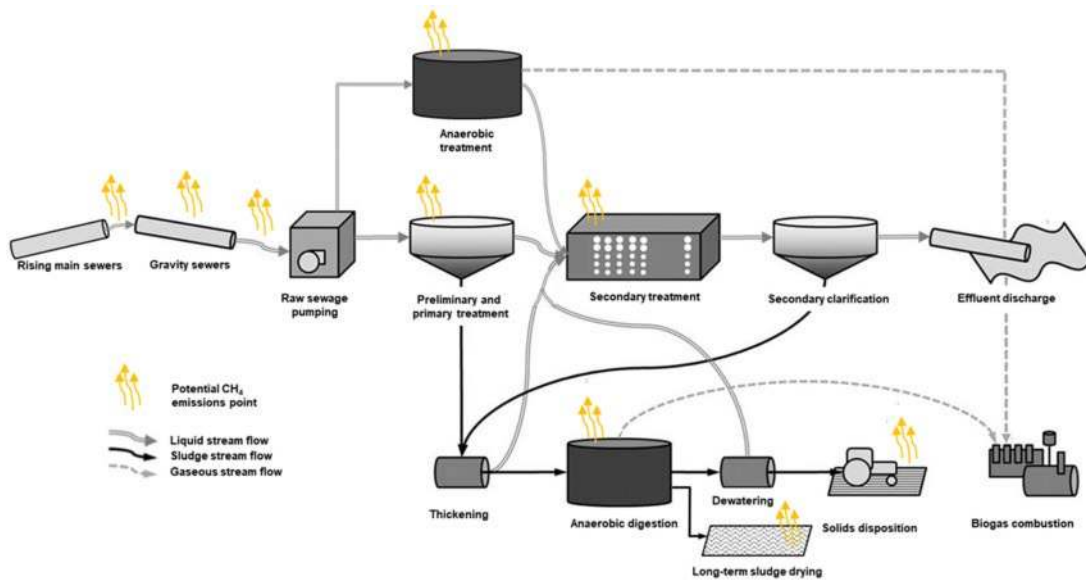 Anaerobic
treatment
Rising main sewers
Gravity sewers
Raw sewage
pumping
Preliminary and
primary treatment
Secondary treatment
Secondary clarification
Effluent discharge
Potential CH₄
emissions point
Liquid stream flow
Sludge stream flow
Gaseous stream flow
Thickening
Anaerobic digestion
Dewatering
Solids disposition
Biogas combustion
Long-term sludge drying